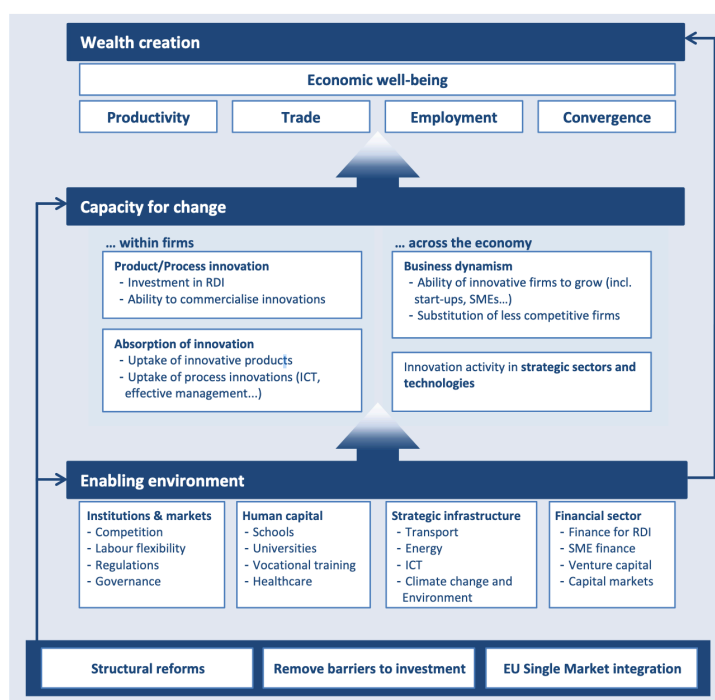 Wealth creation
Economic well-being
Productivity
Trade
Employment
Convergence
Capacity for change
... within firms
Product/Process innovation
- Investment in RDI
- Ability to commercialise innovations
Absorption of innovation
- Uptake of innovative products
- Uptake of process innovations (ICT,
effective management...)
... across the economy
Business dynamism
- Ability of innovative firms to grow (incl.
start-ups, SMEs...)
- Substitution of less competitive firms
Innovation activity in strategic sectors and
technologies
Enabling environment
Institutions & markets
- Competition
- Labour flexibility
- Regulations
- Governance
Human capital
- Schools
- Universities
- Vocational training
- Healthcare
Strategic infrastructure
- Transport
- Energy
- ICT
- Climate change and
Environment
Financial sector
- Finance for RDI
- SME finance
- Venture capital
- Capital markets
Structural reforms
Remove barriers to investment
EU Single Market integration